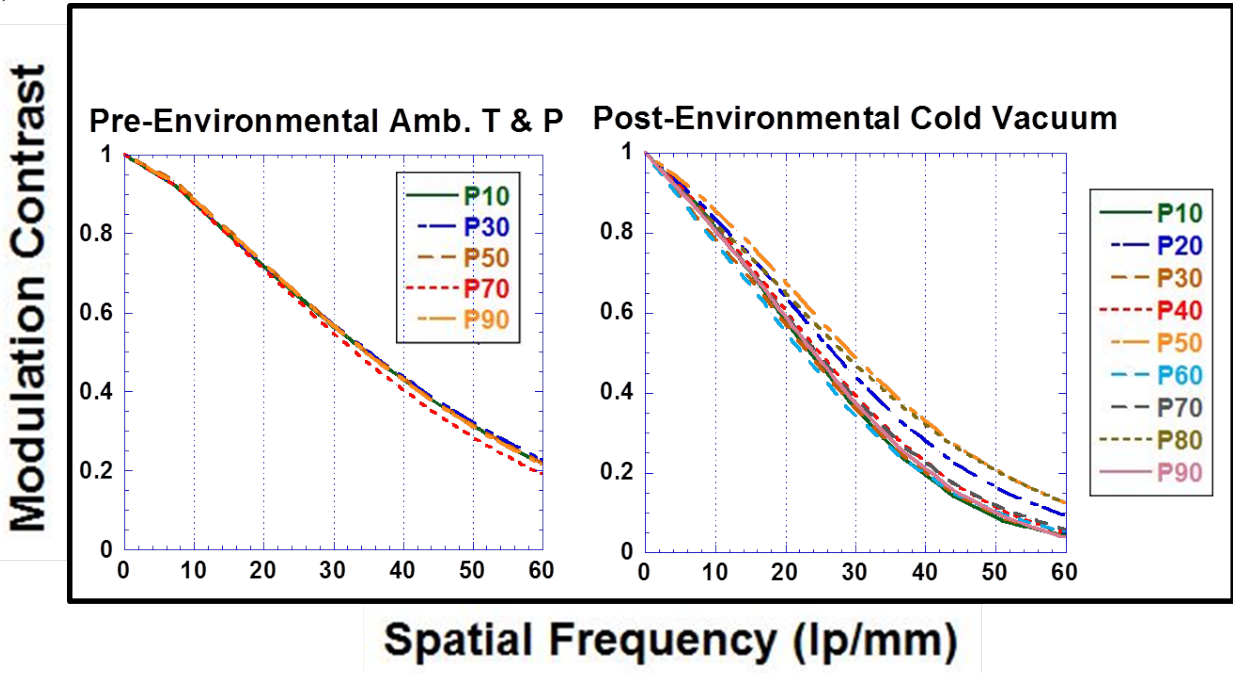 Modulation Contrast
Pre-Environmental Amb. T & P
1
0.8
0.6
0.4
0.2
0
0 10 20 30 40 50 60
P10
P30
P50
P70
P90
Post-Environmental Cold Vacuum
1
0.8
0.6
0.4
0.2
0
0 10 20 30 40 50 60
P10
P20
P30
P40
P50
P60
P70
P80
P90
Spatial Frequency (lp/mm)